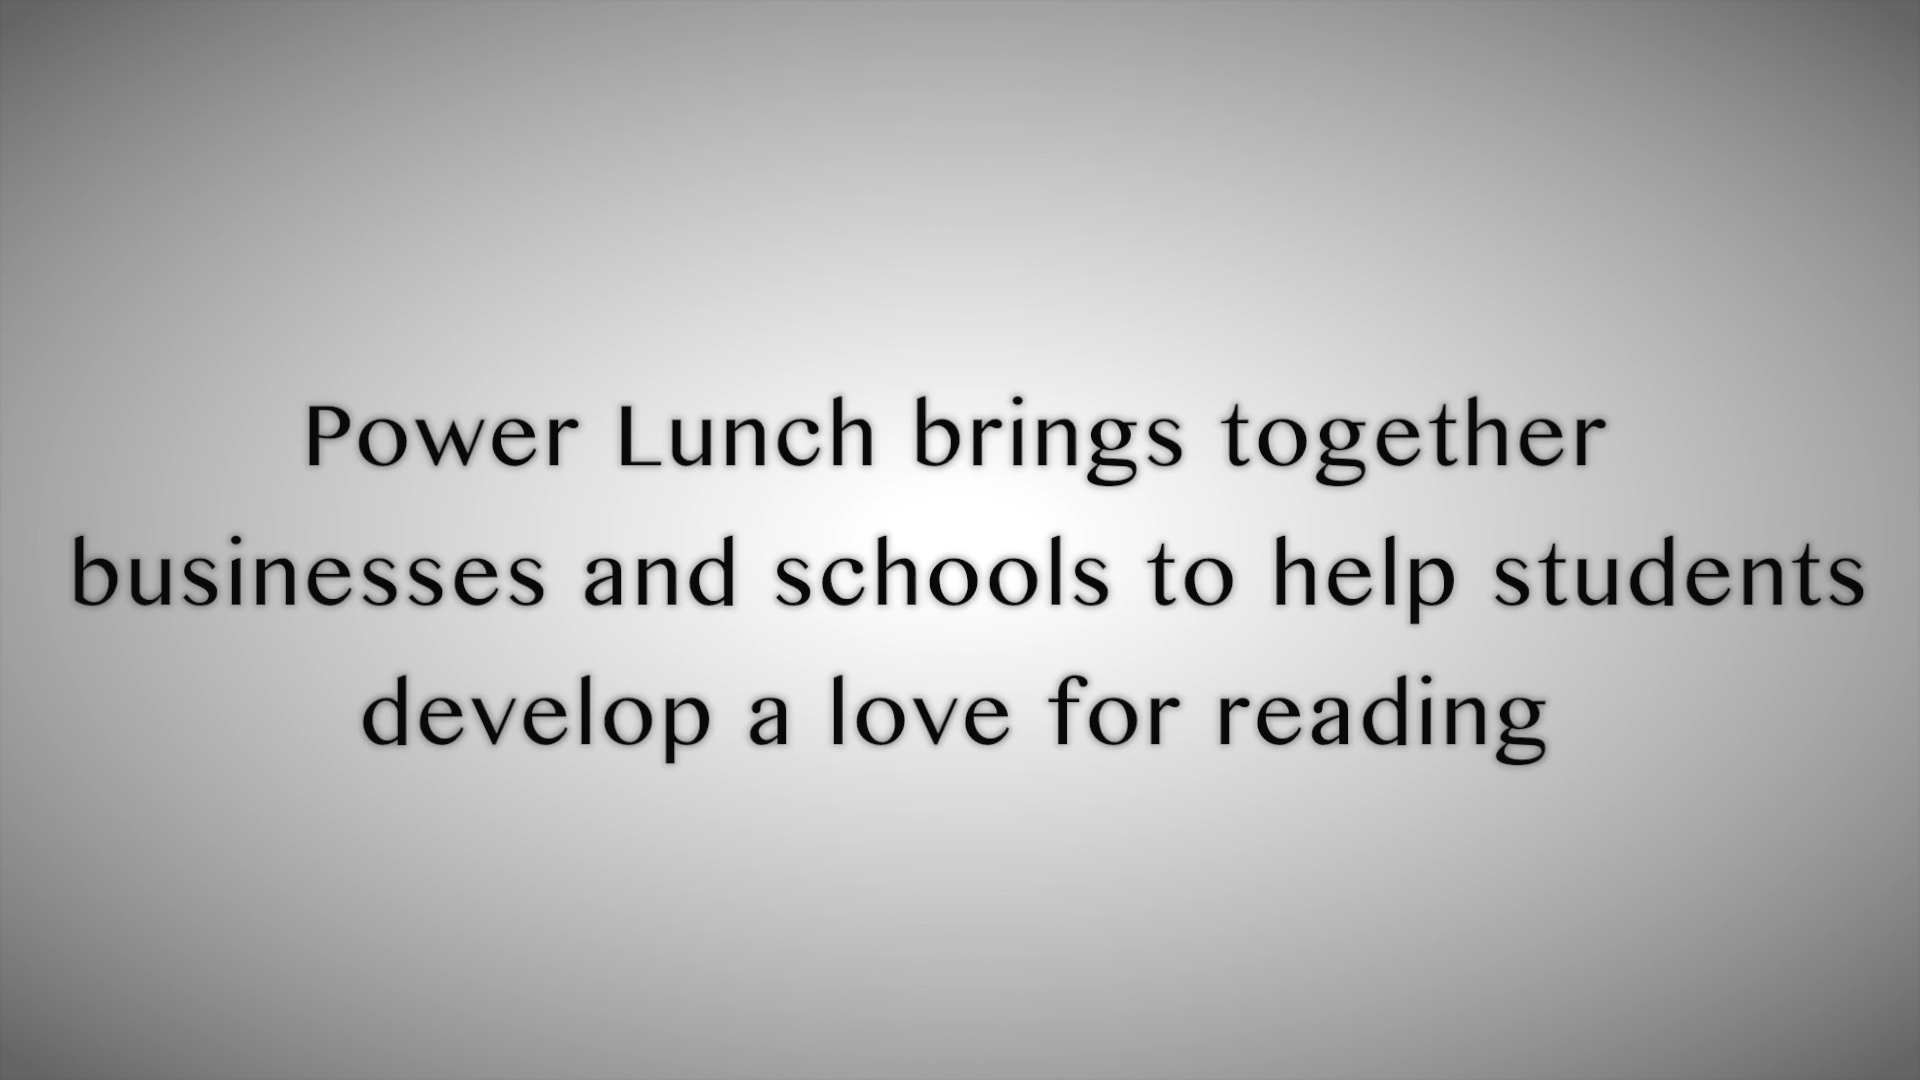 Power Lunch brings together
businesses and schools to help students
develop a love for reading